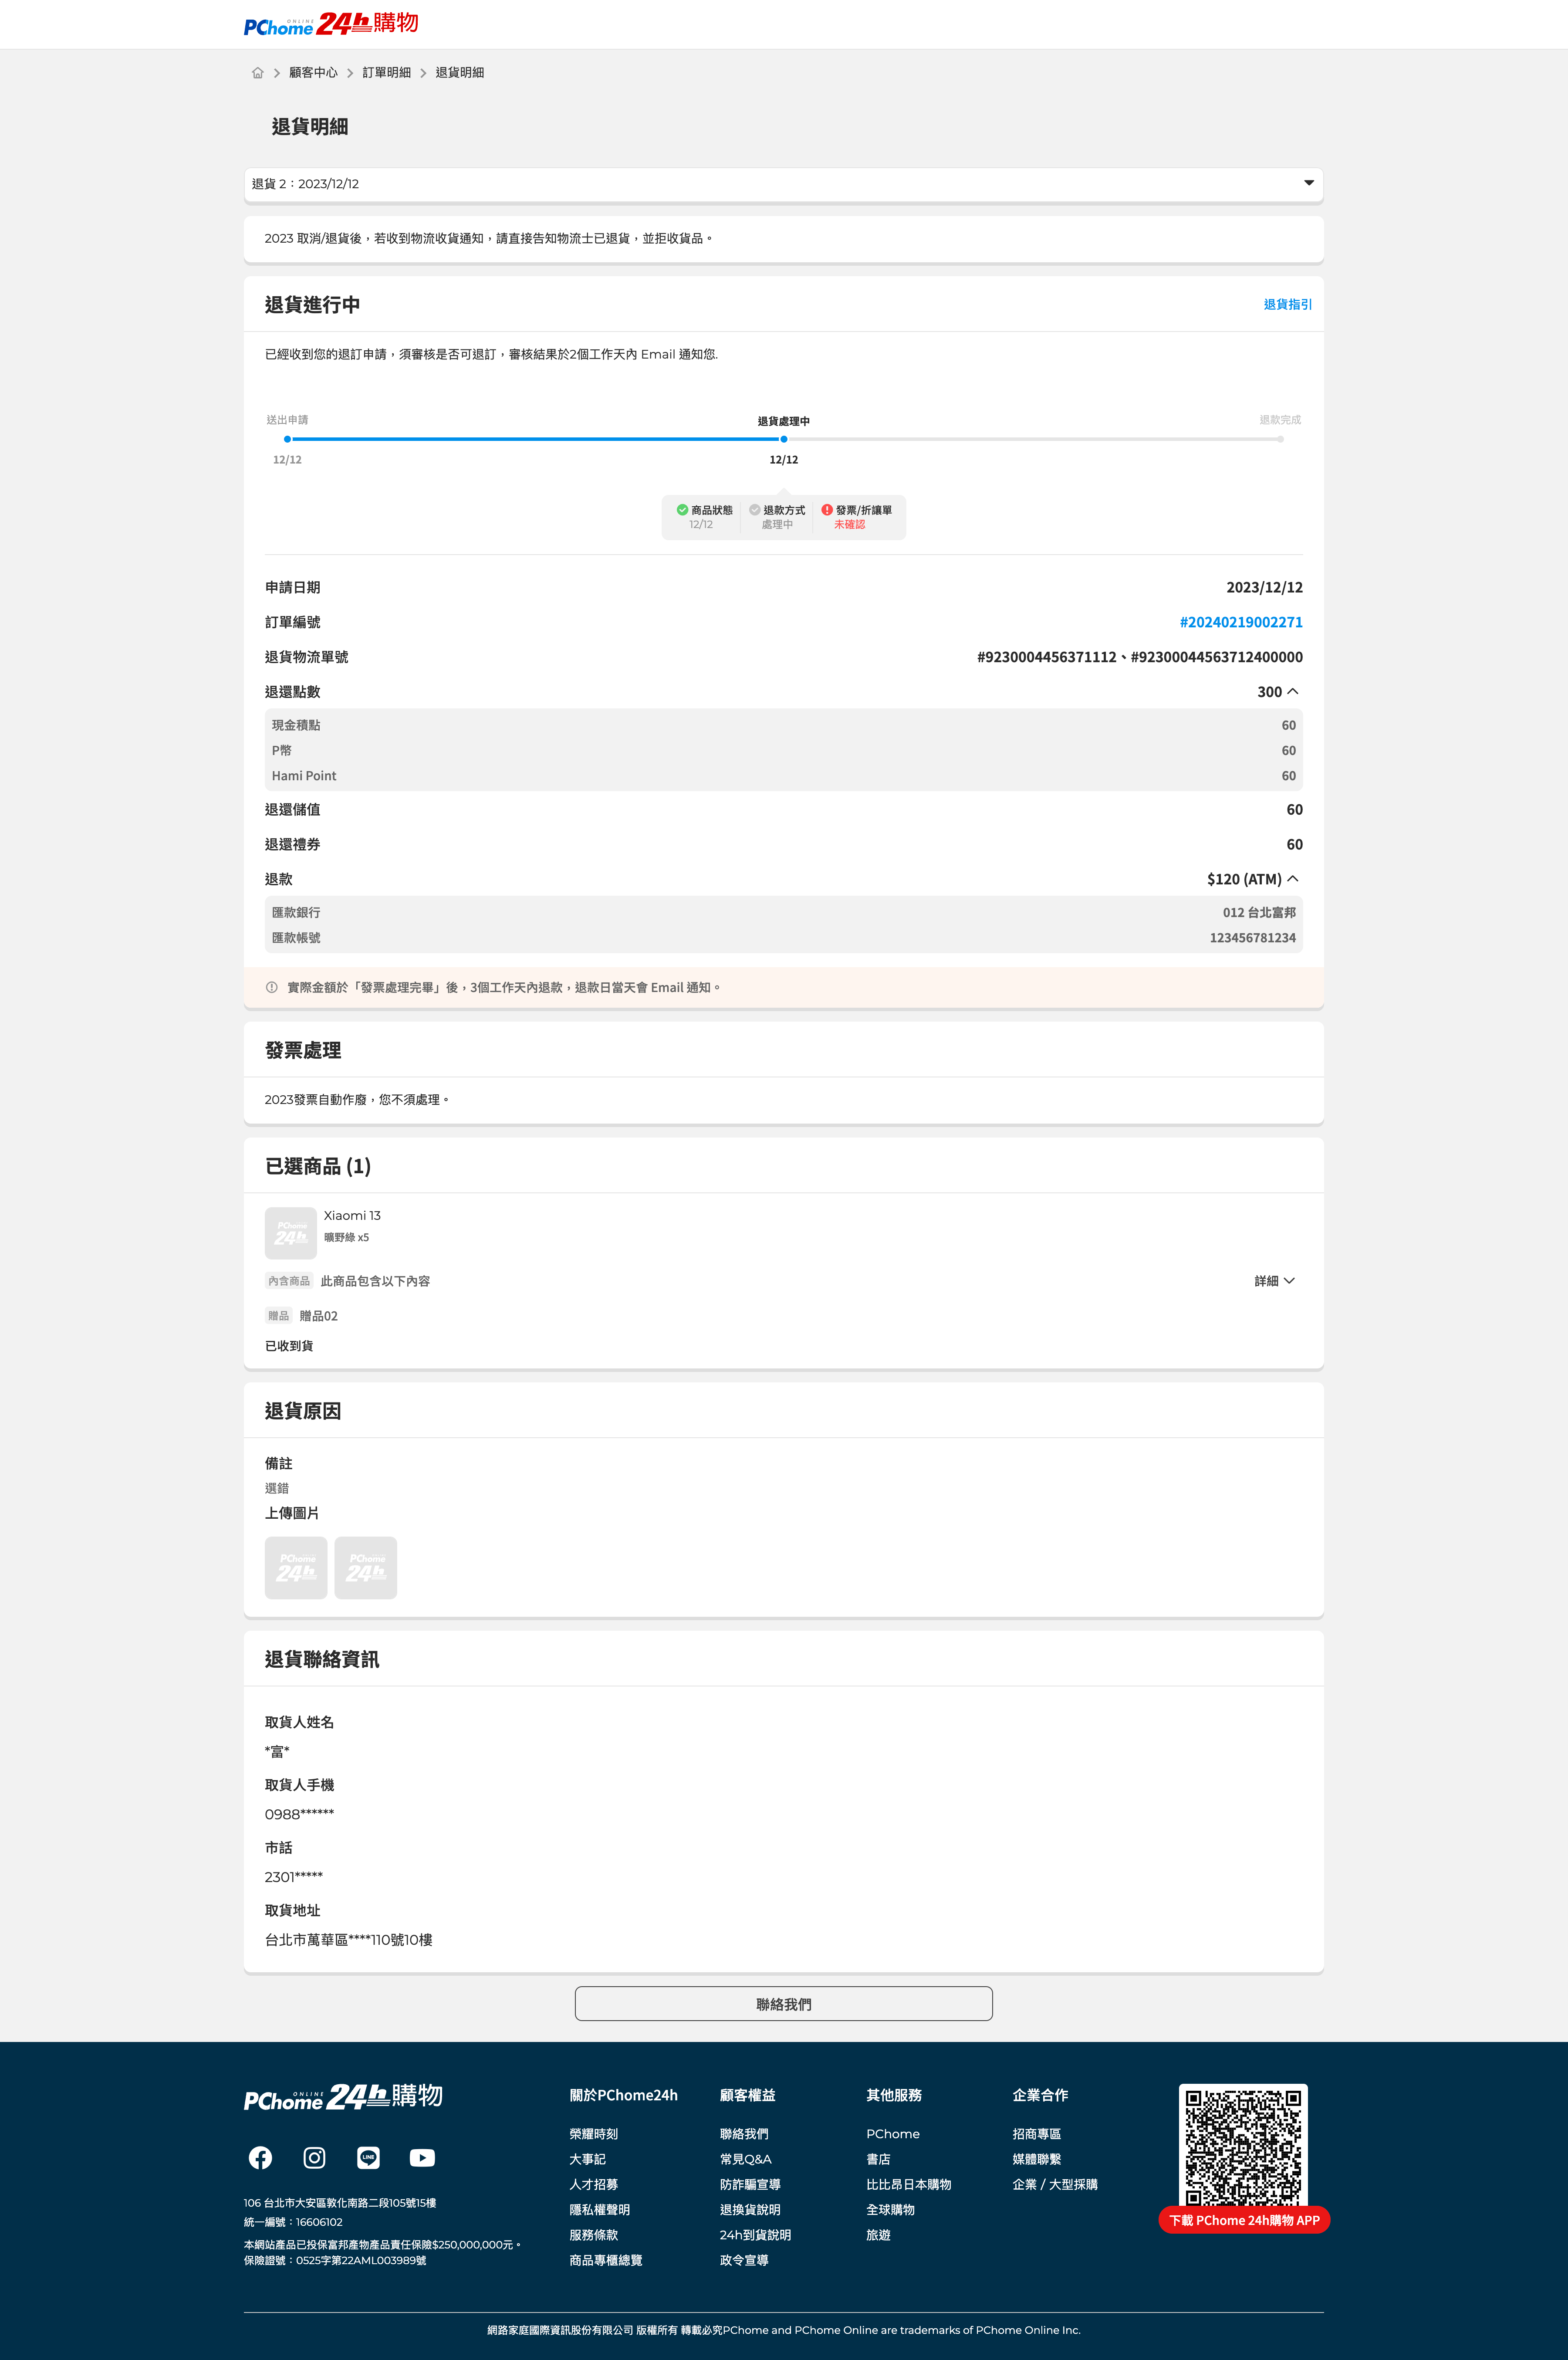 PChome ONLINE 24h購物
顧客中心 訂單明細 退貨明細
退貨明細
退貨 2：2023/12/12
2023 取消/退貨後，若收到物流收貨通知，請直接告知物流士已退貨，並拒收貨品。
退貨進行中 退貨指引
已經收到您的退訂申請，須審核是否可退訂，審核結果於2個工作天內 Email 通知您.
送出申請 退貨處理中 退款完成
12/12 12/12
商品狀態 退款方式 發票/折讓單
12/12 處理中 未確認
申請日期 2023/12/12
訂單編號 #20240219002271
退貨物流單號 #9230004456371112、#92300044563712400000
退還點數 300
現金積點 60
P幣 60
Hami Point 60
退還儲值 60
退還禮券 60
退款 $120 (ATM)
匯款銀行 012 台北富邦
匯款帳號 123456781234
實際金額於「發票處理完畢」後，3個工作天內退款，退款日當天會 Email 通知。
發票處理
2023發票自動作廢，您不須處理。
已選商品 (1)
PChome 24h
Xiaomi 13
曠野綠 x5
內含商品 此商品包含以下內容 詳細
贈品 贈品02
已收到貨
退貨原因
備註
選錯
上傳圖片
PChome 24h PChome 24h
退貨聯絡資訊
取貨人姓名
*富*
取貨人手機
0988******
市話
2301*****
取貨地址
台北市萬華區****110號10樓
聯絡我們
PChome ONLINE 24h購物
LINE
106 台北市大安區敦化南路二段105號15樓
統一編號：16606102
本網站產品已投保富邦產物產品責任保險$250,000,000元。
保險證號：0525字第22AML003989號
關於PChome24h
榮耀時刻
大事記
人才招募
隱私權聲明
服務條款
商品專櫃總覽
顧客權益
聯絡我們
常見Q&A
防詐騙宣導
退換貨說明
24h到貨說明
政令宣導
其他服務
PChome
書店
比比昂日本購物
全球購物
旅遊
企業合作
招商專區
媒體聯繫
企業 / 大型採購
下載 PChome 24h購物 APP
網路家庭國際資訊股份有限公司 版權所有 轉載必究PChome and PChome Online are trademarks of PChome Online Inc.